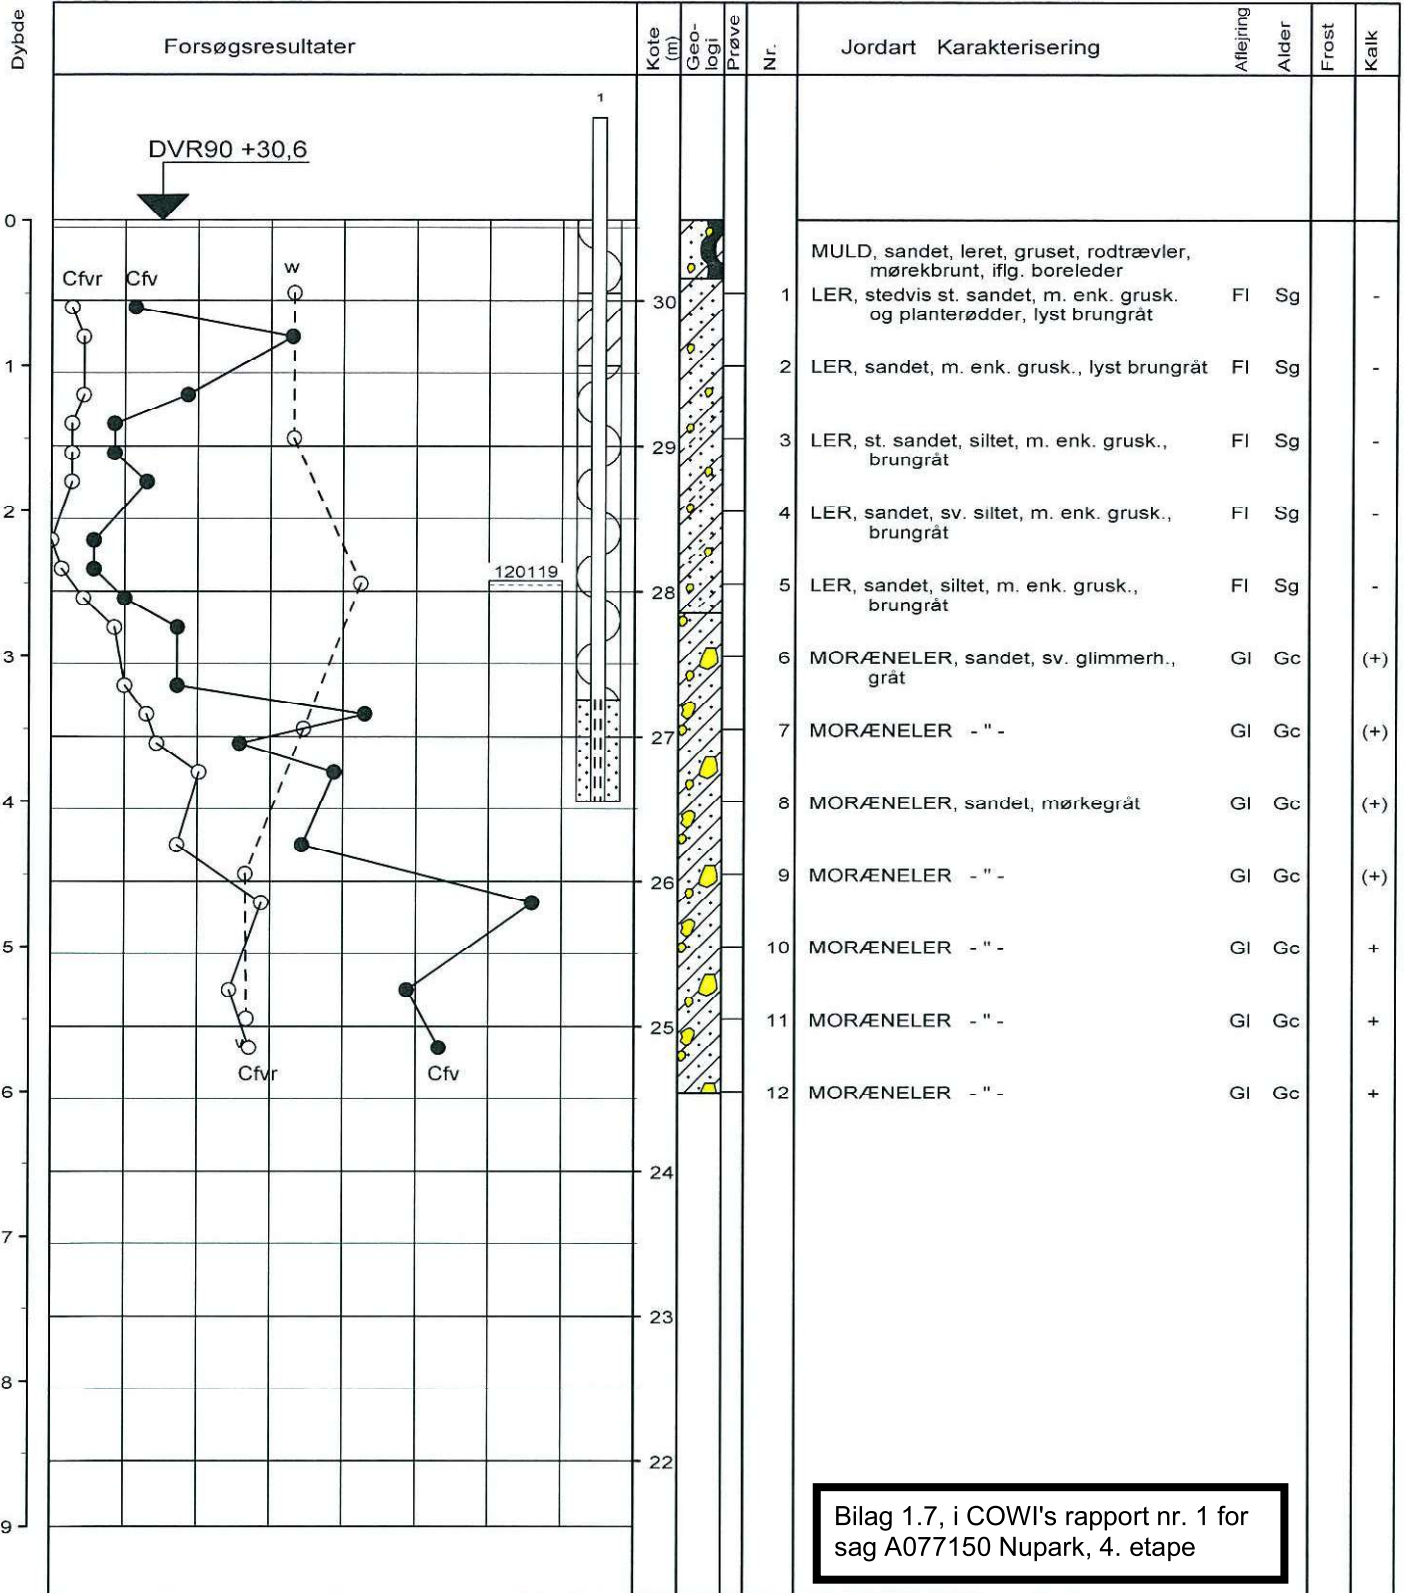 Dybde
Forsøgsresultater
Kote (m)
Geo-
logi
Prøve
Nr.
Jordart Karakterisering
Aflejring
Alder
Frost
Kalk
1
DVR90 +30,6
0
Cfvr Cfv w
MULD, sandet, leret, gruset, rodtrævler,
mørekbrunt, iflg. boreleder
30 1 LER, stedvis st. sandet, m. enk. grusk. Fl Sg -
og planterødder, lyst brungråt
1 2 LER, sandet, m. enk. grusk., lyst brungråt Fl Sg -
29 3 LER, st. sandet, siltet, m. enk. grusk., Fl Sg -
brungråt
2 4 LER, sandet, sv. siltet, m. enk. grusk., Fl Sg -
brungråt
120119
28 5 LER, sandet, siltet, m. enk. grusk., Fl Sg -
brungråt
3 6 MORÆNELER, sandet, sv. glimmerh., Gl Gc (+)
gråt
27 7 MORÆNELER - " - Gl Gc (+)
4 8 MORÆNELER, sandet, mørkegråt Gl Gc (+)
26 9 MORÆNELER - " - Gl Gc (+)
5 10 MORÆNELER - " - Gl Gc +
25 11 MORÆNELER - " - Gl Gc +
Cfvr Cfv
6 12 MORÆNELER - " - Gl Gc +
24
7
23
8
22
9
Bilag 1.7, i COWI's rapport nr. 1 for
sag A077150 Nupark, 4. etape